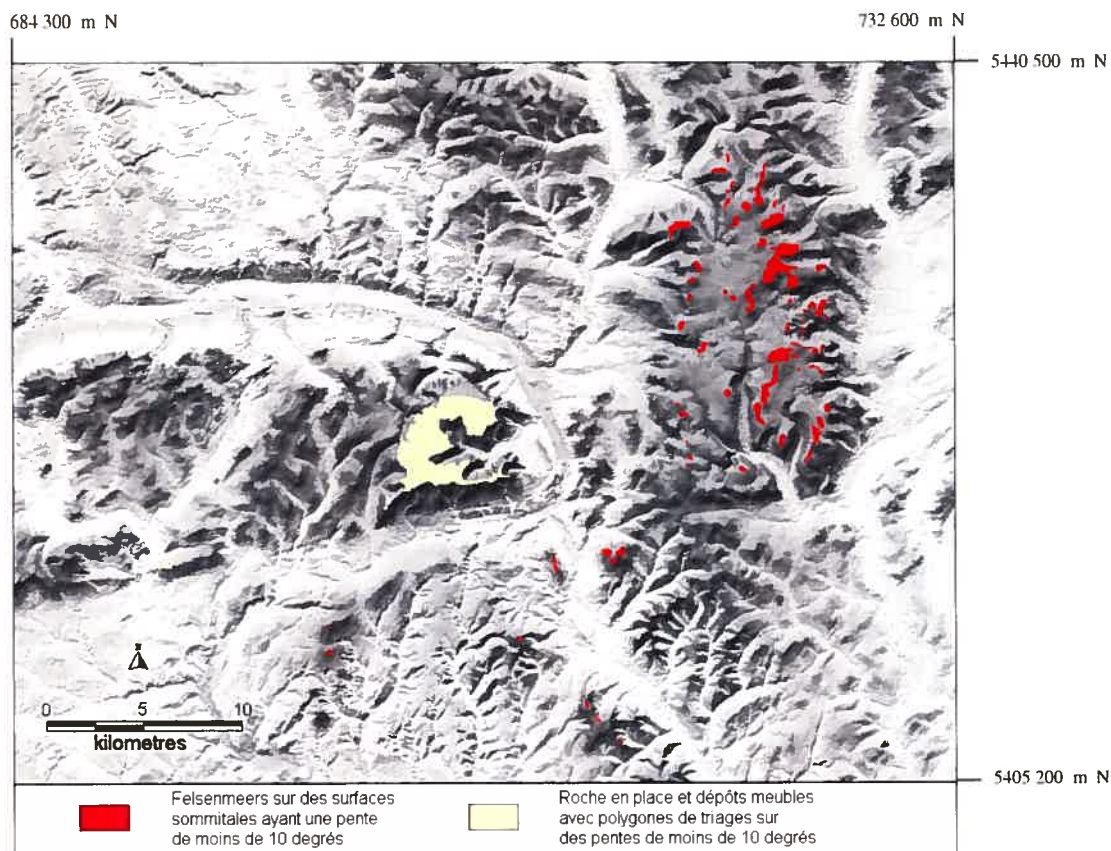 684 300 m N
732 600 m N
5440 500 m N
0 5 10
kilometres
5405 200 m N
Felsenmeers sur des surfaces
sommitales ayant une pente
de moins de 10 degrés
Roche en place et dépôts meubles
avec polygones de triages sur
des pentes de moins de 10 degrés